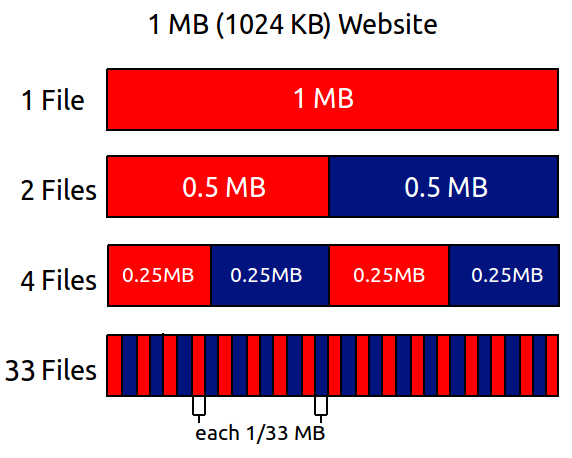 1 MB (1024 KB) Website
1 File
1 MB
2 Files
0.5 MB
0.5 MB
4 Files
0.25MB
0.25MB
0.25MB
0.25MB
33 Files
each 1/33 MB